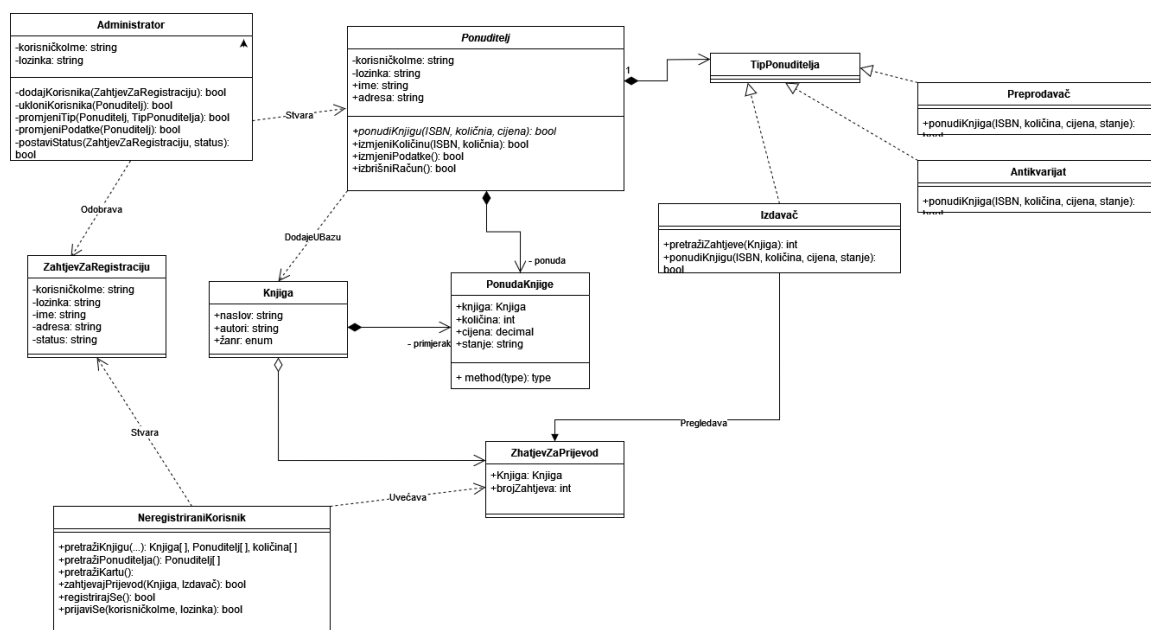 Administrator
-korisničkoIme: string
-lozinka: string
-dodajKorisnika(ZahtjevZaRegistraciju): bool
-ukloniKorisnika(Ponuditelj): bool
-promjeniTip(Ponuditelj, TipPonuditelja): bool
-promjeniPodatke(Ponuditelj): bool
-postaviStatus(ZahtjevZaRegistraciju, status):
bool
Ponuditelj
-korisničkoIme: string
-lozinka: string
+ime: string
+adresa: string
+ponudiKnjigu(ISBN, količnia, cijena): bool
+izmjeniKoličinu(ISBN, količnia): bool
+izmjeniPodatke(): bool
+izbrišniRačun(): bool
1
TipPonuditelja
Preprodavač
+ponudiKnjiga(ISBN, količina, cijena, stanje):
bool
Antikvarijat
+ponudiKnjiga(ISBN, količina, cijena, stanje):
bool
Stvara
Odobrava
DodajeUBazu
- ponuda
Izdavač
+pretražiZahtjeve(Knjiga): int
+ponudiKnjigu(ISBN, količina, cijena, stanje):
bool
ZahtjevZaRegistraciju
-korisničkoIme: string
-lozinka: string
-ime: string
-adresa: string
-status: string
Knjiga
+naslov: string
+autori: string
+žanr: enum
- primjerak
PonudaKnjige
+knjiga: Knjiga
+količina: int
+cijena: decimal
+stanje: string
+ method(type): type
Stvara
Pregledava
ZhatjevZaPrijevod
+Knjiga: Knjiga
+brojZahtjeva: int
Uvećava
NeregistriraniKorisnik
+pretražiKnjigu(...): Knjiga[ ], Ponuditelj[ ], količina[ ]
+pretražiPonuditelja(): Ponuditelj[ ]
+pretražiKartu():
+zahtjevajPrijevod(Knjiga, Izdavač): bool
+registrirajSe(): bool
+prijaviSe(korisničkoIme, lozinka): bool